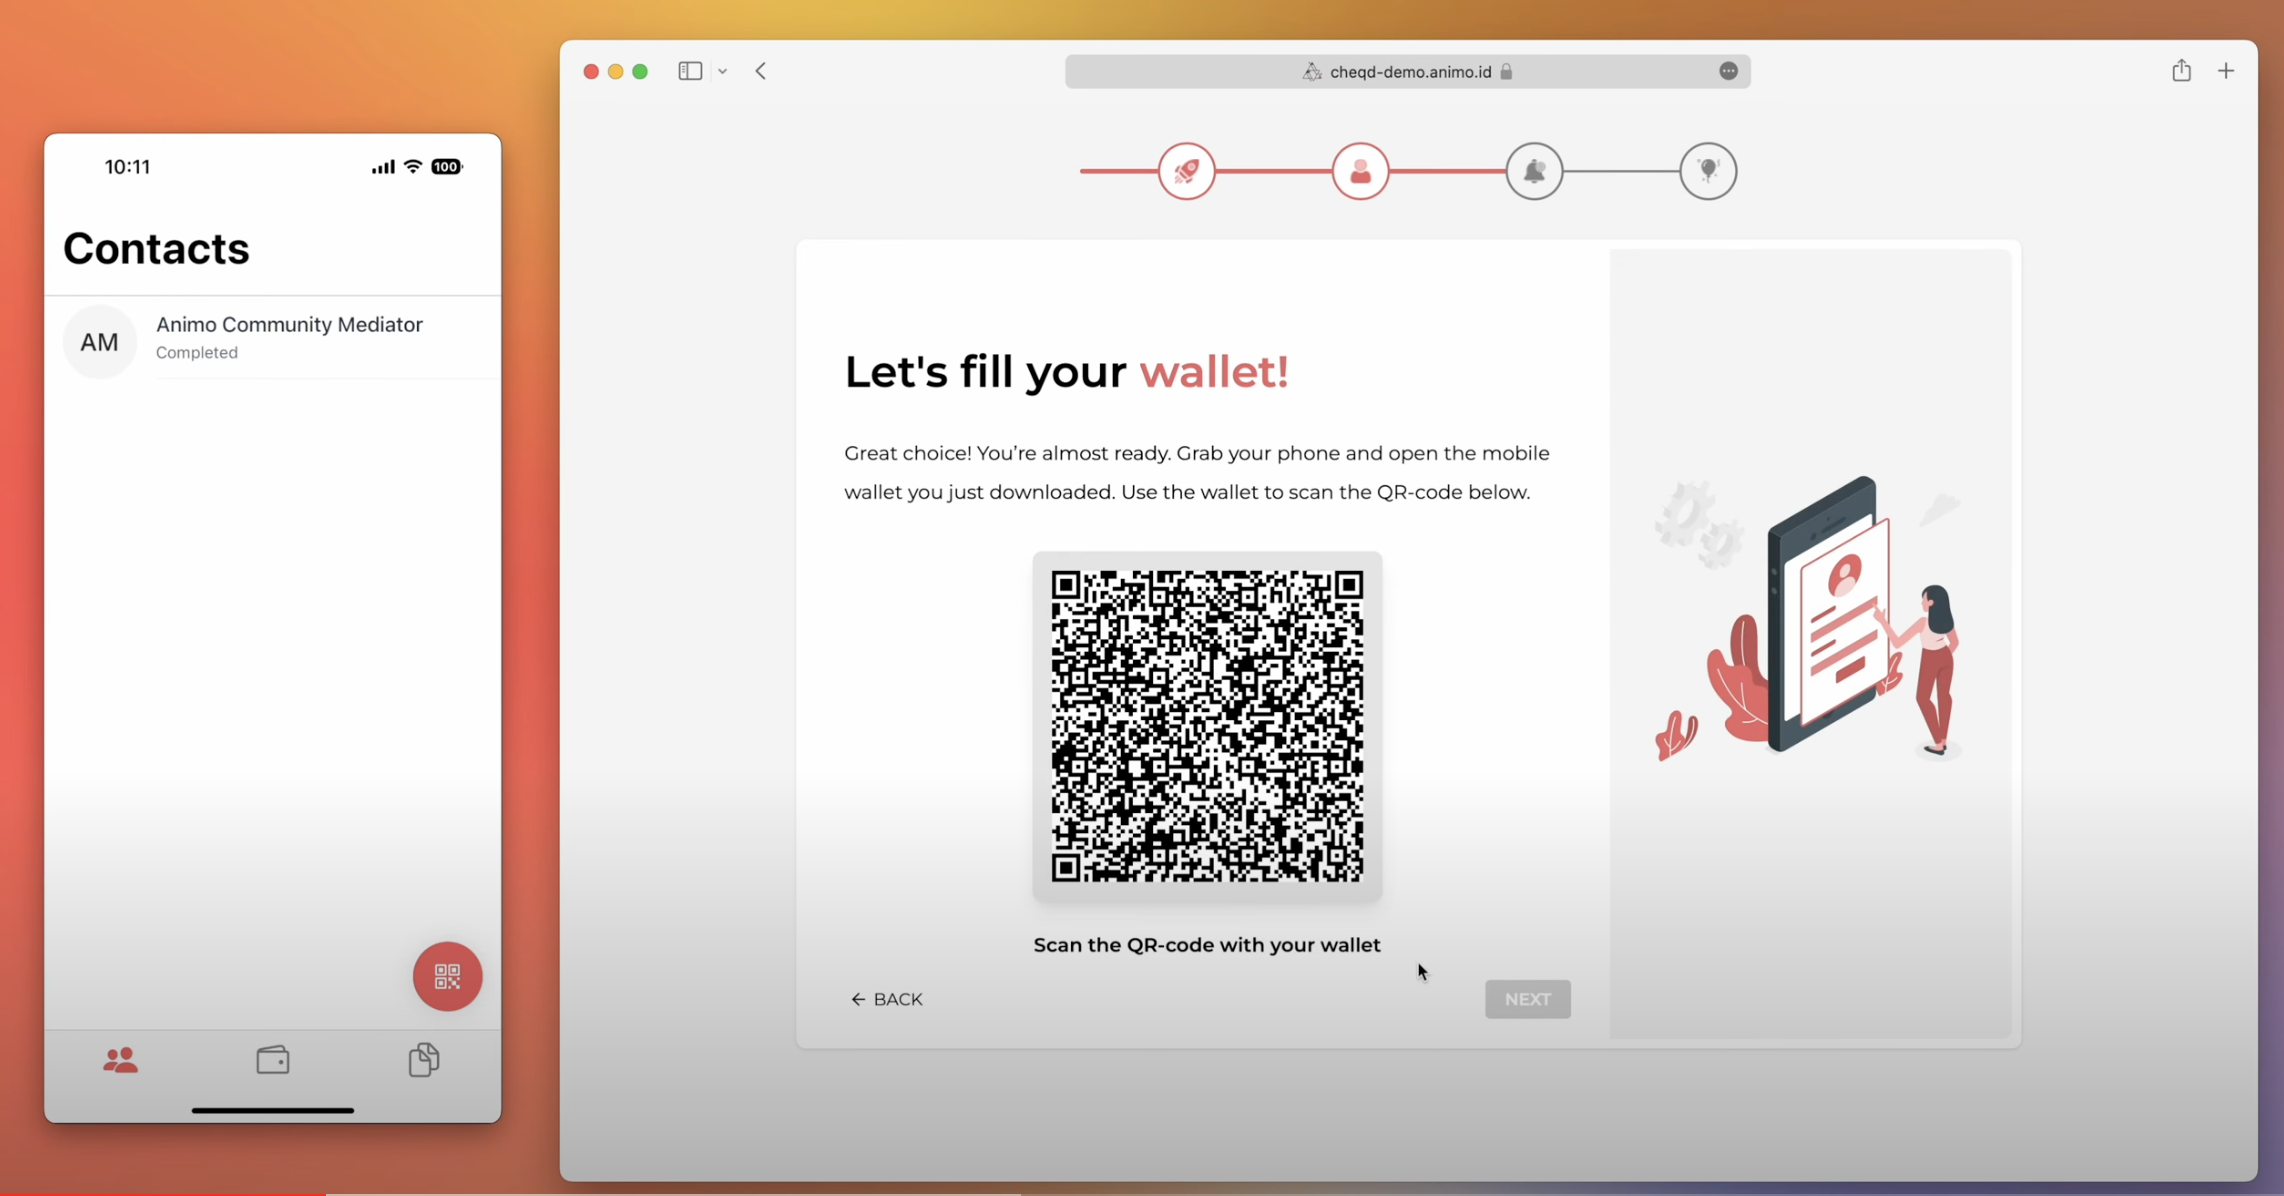 10:11
100
Contacts
AM
Animo Community Mediator
Completed
cheqd-demo.animo.id
Let's fill your wallet!
Great choice! You’re almost ready. Grab your phone and open the mobile
wallet you just downloaded. Use the wallet to scan the QR-code below.
Scan the QR-code with your wallet
← BACK
NEXT